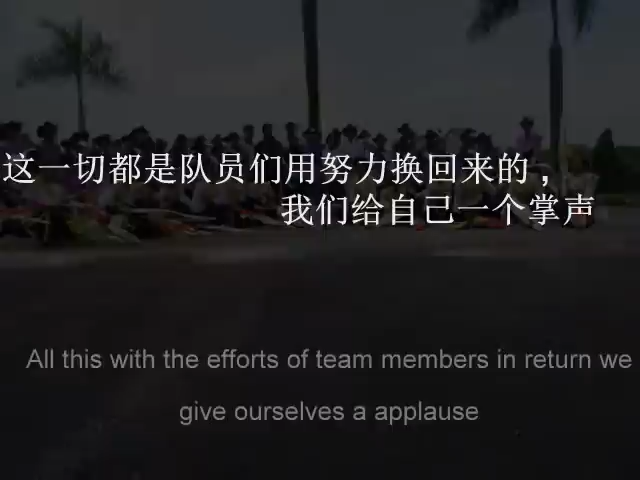 这一切都是队员们用努力换回来的，
我们给自己一个掌声
All this with the efforts of team members in return we
give ourselves a applause